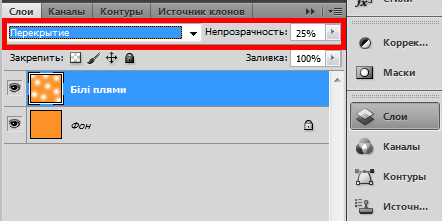 Слои Каналы Контуры Источник клонов
Перекрытие Непрозрачность: 25%
Закрепить: Заливка: 100%
Білі плями
Фон
fx
Коррек...
Маски
Слои
Каналы
Контуры
Источн...